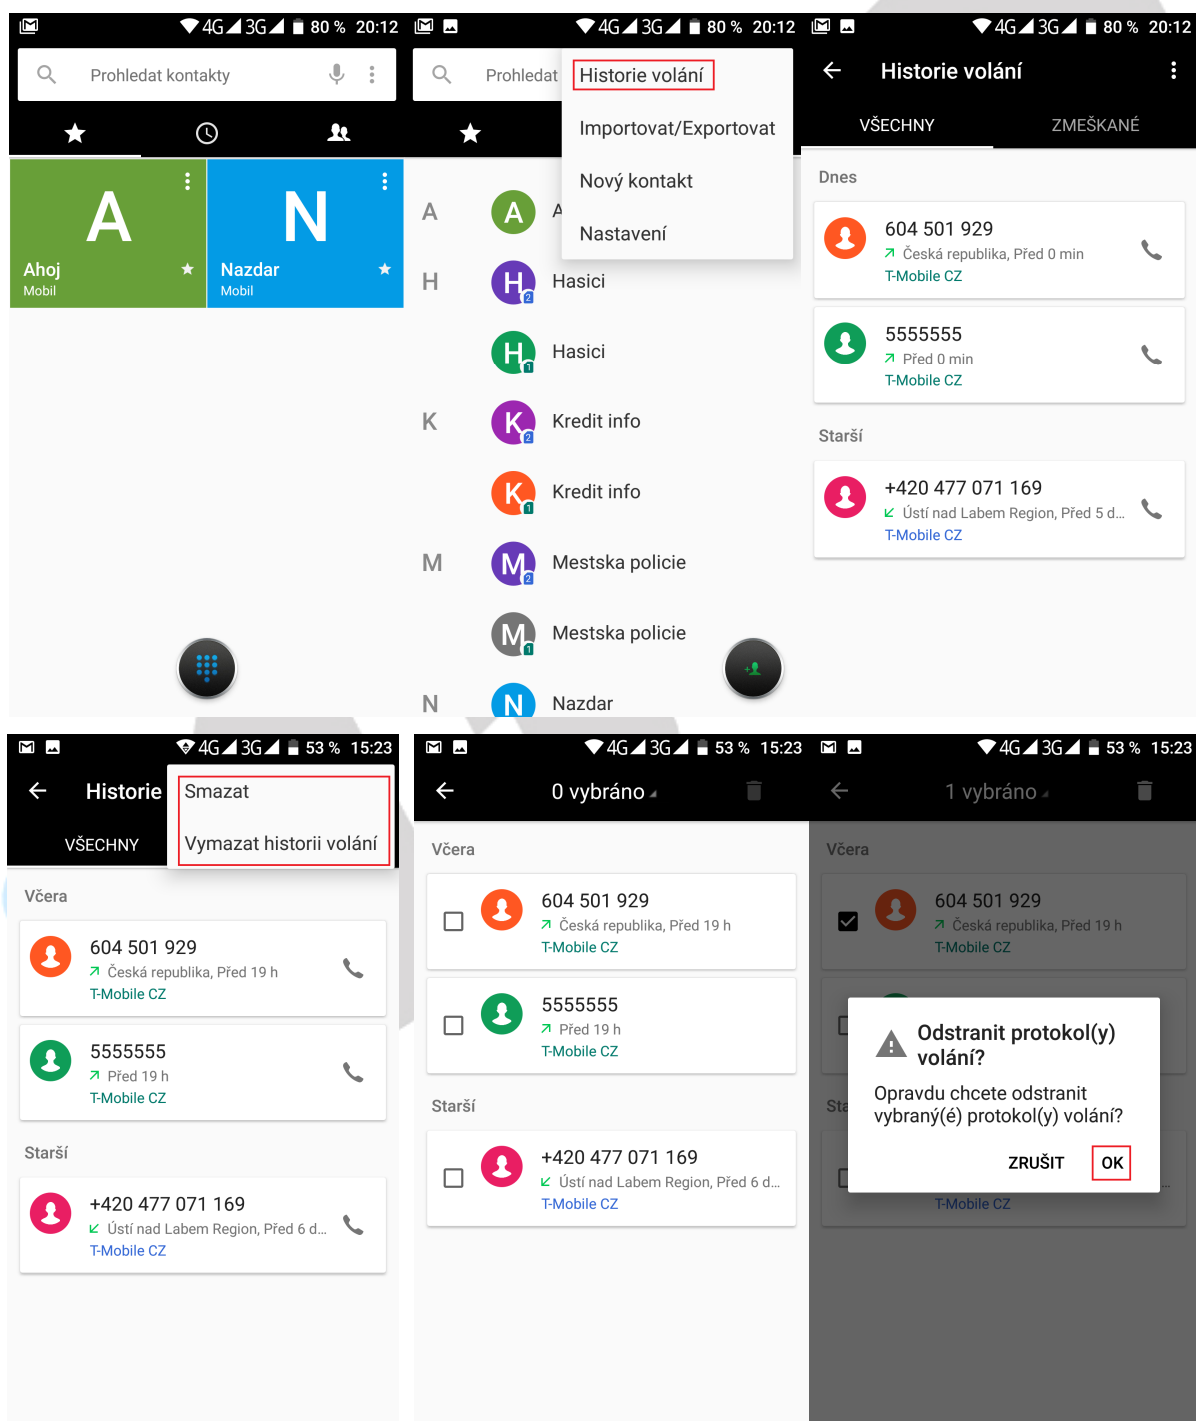 4G 3G 80 % 20:12
Prohledat kontakty
A
Ahoj
Mobil
N
Nazdar
Mobil
4G 3G 80 % 20:12
Prohledat
Historie volání
Importovat/Exportovat
Nový kontakt
Nastavení
A A A
H H 2 Hasici
H 1 Hasici
K K 2 Kredit info
K 1 Kredit info
M M 2 Mestska policie
M 1 Mestska policie
N N Nazdar
4G 3G 80 % 20:12
Historie volání
VŠECHNY ZMEŠKANÉ
Dnes
604 501 929
Česká republika, Před 0 min
T-Mobile CZ
5555555
Před 0 min
T-Mobile CZ
Starší
+420 477 071 169
Ústí nad Labem Region, Před 5 d...
T-Mobile CZ
4G 3G 53 % 15:23
Historie
Smazat
Vymazat historii volání
VŠECHNY
Včera
604 501 929
Česká republika, Před 19 h
T-Mobile CZ
5555555
Před 19 h
T-Mobile CZ
Starší
+420 477 071 169
Ústí nad Labem Region, Před 6 d...
T-Mobile CZ
4G 3G 53 % 15:23
0 vybráno
Včera
604 501 929
Česká republika, Před 19 h
T-Mobile CZ
5555555
Před 19 h
T-Mobile CZ
Starší
+420 477 071 169
Ústí nad Labem Region, Před 6 d...
T-Mobile CZ
4G 3G 53 % 15:23
1 vybráno
Včera
604 501 929
Česká republika, Před 19 h
T-Mobile CZ
Odstranit protokol(y)
volání?
Opravdu chcete odstranit
vybraný(é) protokol(y) volání?
ZRUŠIT OK
Sta
...
T-Mobile CZ